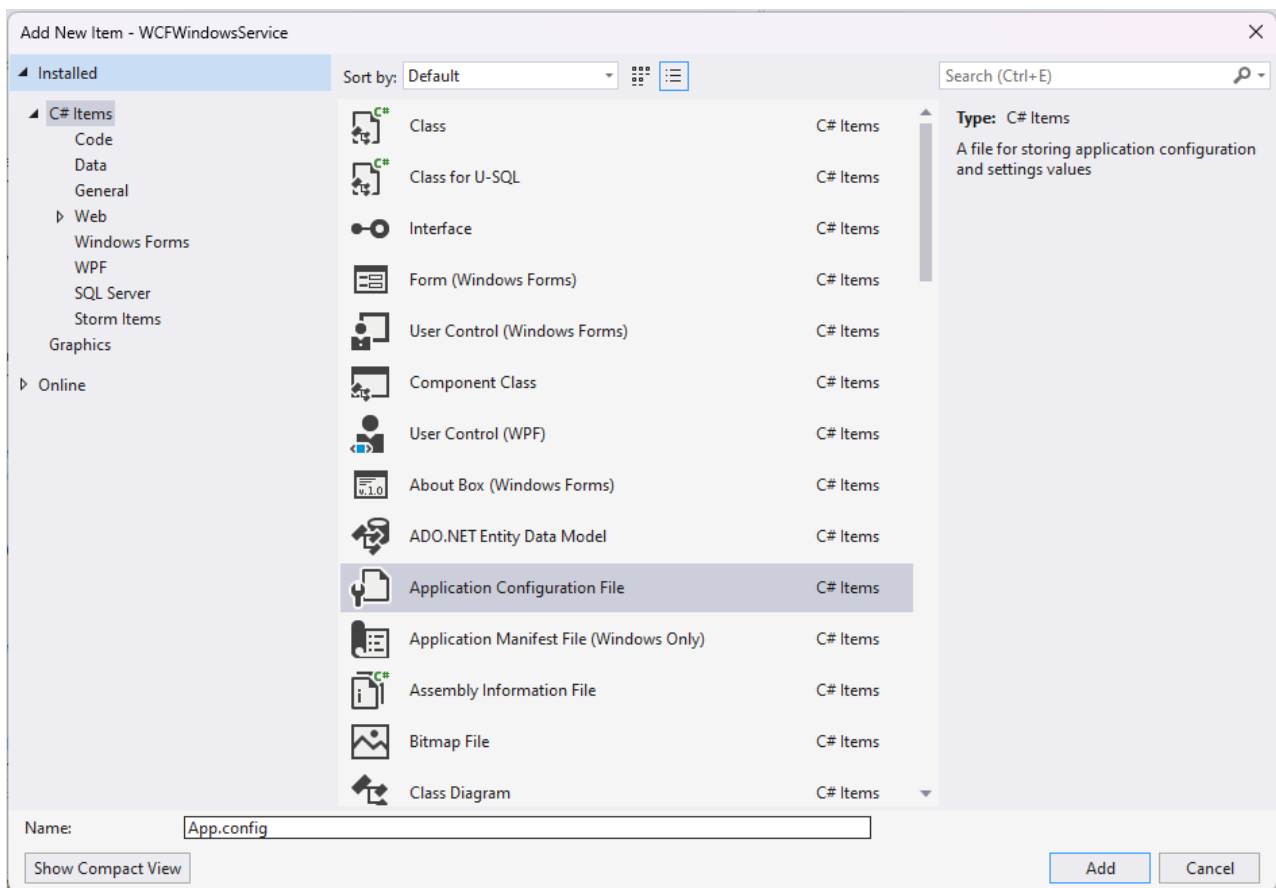 Add New Item - WCFWindowsService
Installed
Sort by: Default
Search (Ctrl+E)
C# Items
Code
Data
General
Web
Windows Forms
WPF
SQL Server
Storm Items
Graphics
Online
C# Class C# Items
C# Class for U-SQL C# Items
Interface C# Items
Form (Windows Forms) C# Items
User Control (Windows Forms) C# Items
Component Class C# Items
User Control (WPF) C# Items
v.1.0 About Box (Windows Forms) C# Items
ADO.NET Entity Data Model C# Items
Application Configuration File C# Items
Application Manifest File (Windows Only) C# Items
C# Assembly Information File C# Items
Bitmap File C# Items
Class Diagram C# Items
Type: C# Items
A file for storing application configuration
and settings values
Name: App.config
Show Compact View
Add Cancel